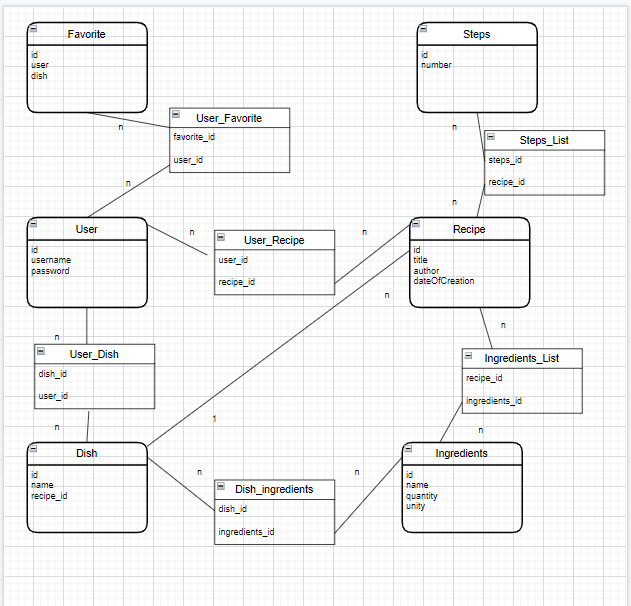 Favorite
id
user
dish
Steps
id
number
n
User_Favorite
favorite_id
user_id
n
Steps_List
steps_id
recipe_id
n
n
User
id
username
password
n
User_Recipe
user_id
recipe_id
n
Recipe
id
title
author
dateOfCreation
n
n
User_Dish
dish_id
user_id
n
n
Ingredients_List
recipe_id
ingredients_id
n
1
Dish
id
name
recipe_id
n
Dish_ingredients
dish_id
ingredients_id
n
Ingredients
id
name
quantity
unity